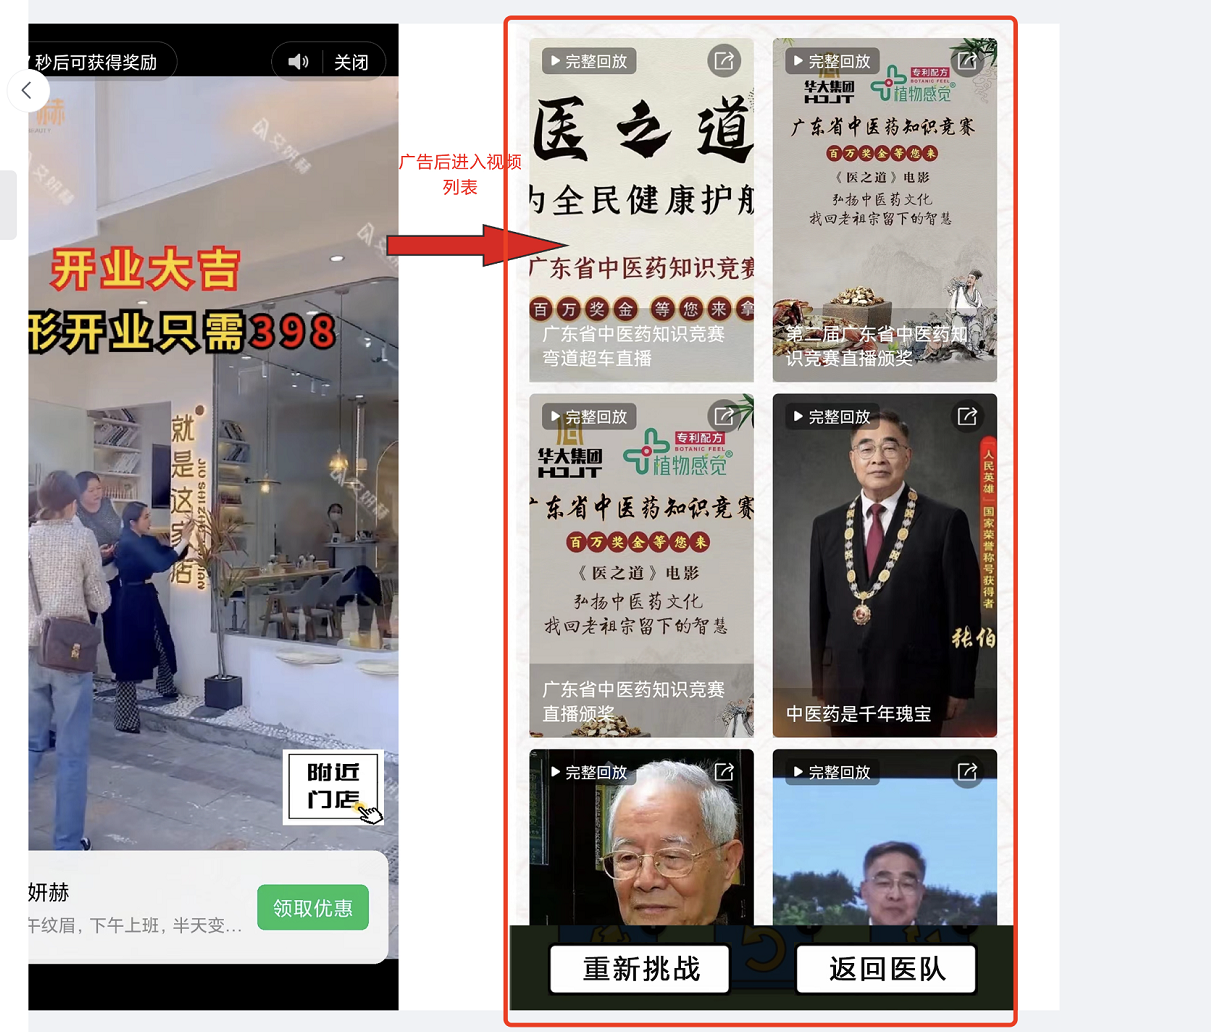 秒后可获得奖励
关闭
赫
艾妍赫
艾妍赫
开业大吉
形开业只需398
就是这家店
艾妍赫
附近
门店
妍赫
午纹眉，下午上班，半天变…
领取优惠
广告后进入视频
列表
完整回放
医之道
为全民健康护航
广东省中医药知识竞赛
百万奖金 等您来拿
广东省中医药知识竞赛
弯道超车直播
完整回放
华大集团
HDJT
专利配方
BOTANIC FEEL
植物感觉®
广东省中医药知识竞赛
百万奖金等您来
《医之道》电影
弘扬中医药文化
找回老祖宗留下的智慧
第二届广东省中医药知
识竞赛直播颁奖
完整回放
华大集团
HDJT
专利配方
BOTANIC FEEL
植物感觉®
广东省中医药知识竞赛
百万奖金等您来
《医之道》电影
弘扬中医药文化
找回老祖宗留下的智慧
广东省中医药知识竞赛
直播颁奖
完整回放
「人民英雄」国家荣誉称号获得者
张伯
中医药是千年瑰宝
完整回放
完整回放
重新挑战
返回医队